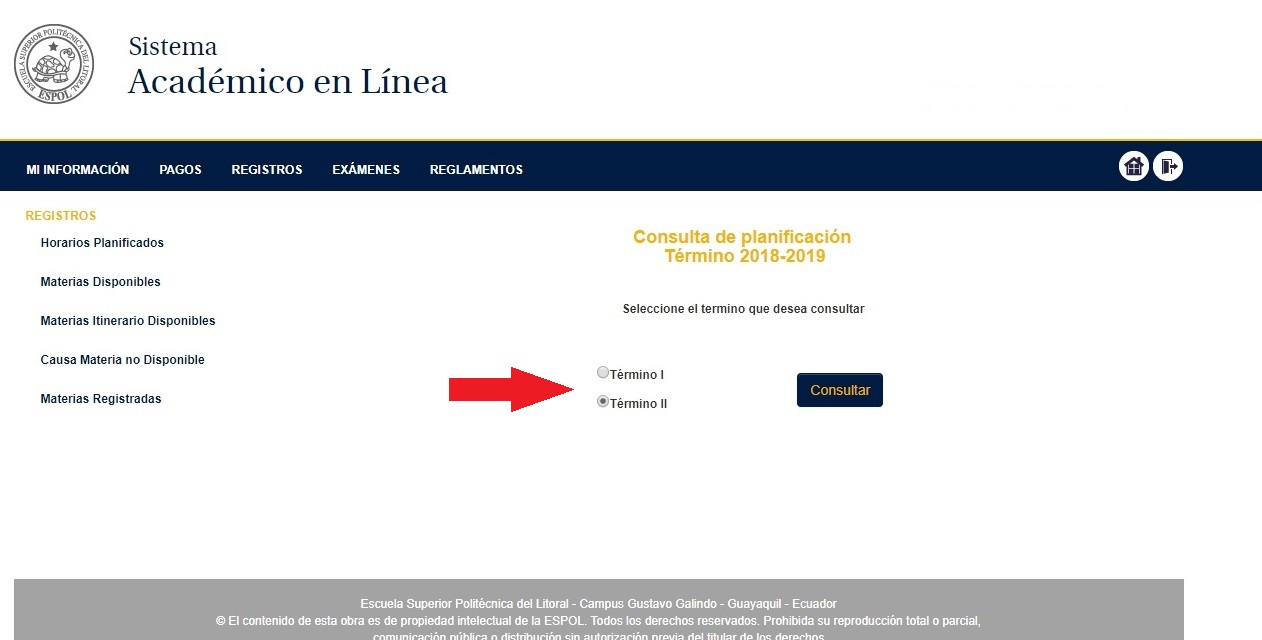 ESCUELA SUPERIOR POLITÉCNICA DEL LITORAL
ESPOL
Sistema
Académico en Línea
MI INFORMACIÓN PAGOS REGISTROS EXÁMENES REGLAMENTOS
REGISTROS
Horarios Planificados
Materias Disponibles
Materias Itinerario Disponibles
Causa Materia no Disponible
Materias Registradas
Consulta de planificación
Término 2018-2019
Seleccione el termino que desea consultar
Término I
Término II
Consultar
Escuela Superior Politécnica del Litoral - Campus Gustavo Galindo - Guayaquil - Ecuador
© El contenido de esta obra es de propiedad intelectual de la ESPOL. Todos los derechos reservados. Prohibida su reproducción total o parcial,
comunicación pública o distribución sin autorización previa del titular de los derechos.